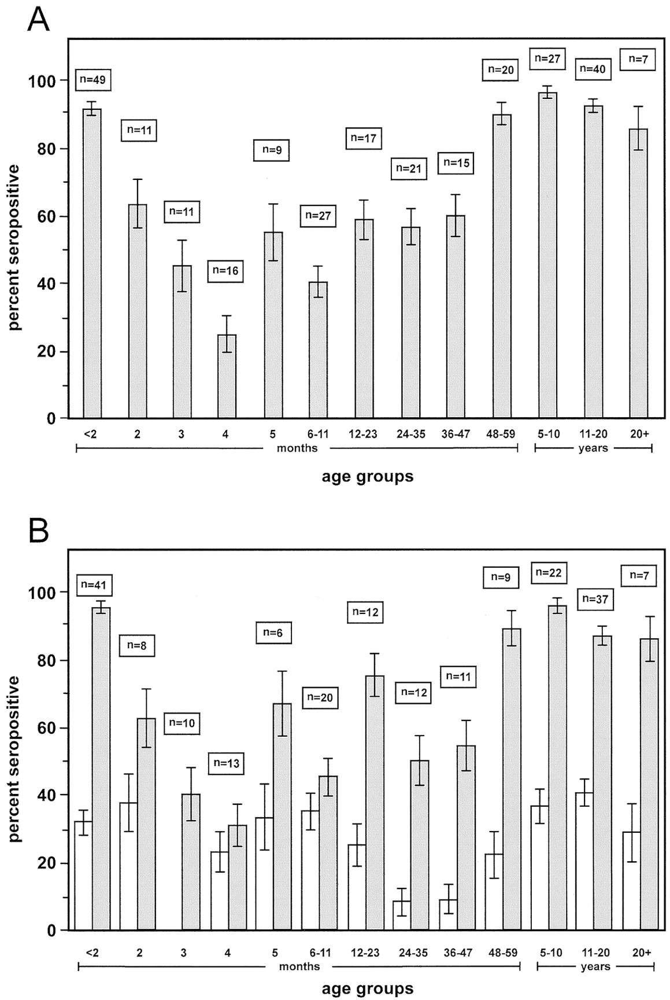 A
n=49
n=11
n=11
n=16
n=9
n=27
n=17
n=21
n=15
n=20
n=27
n=40
n=7
100
80
60
40
20
0
percent seropositive
<2 2 3 4 5 6-11 12-23 24-35 36-47 48-59 5-10 11-20 20+
months years
age groups
B
n=41
n=8
n=10
n=13
n=6
n=20
n=12
n=12
n=11
n=9
n=22
n=37
n=7
100
80
60
40
20
0
percent seropositive
<2 2 3 4 5 6-11 12-23 24-35 36-47 48-59 5-10 11-20 20+
months years
age groups